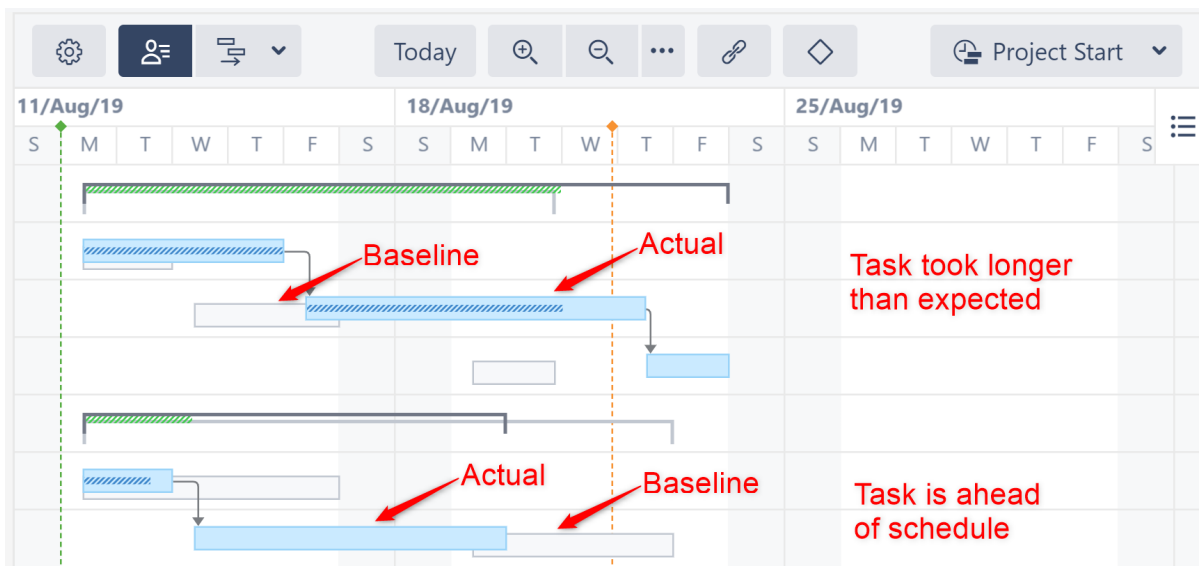 Today
Project Start
11/Aug/19 18/Aug/19 25/Aug/19
S M T W T F S S M T W T F S S M T W T F S
Baseline
Actual
Task took longer
than expected
Actual
Baseline
Task is ahead
of schedule